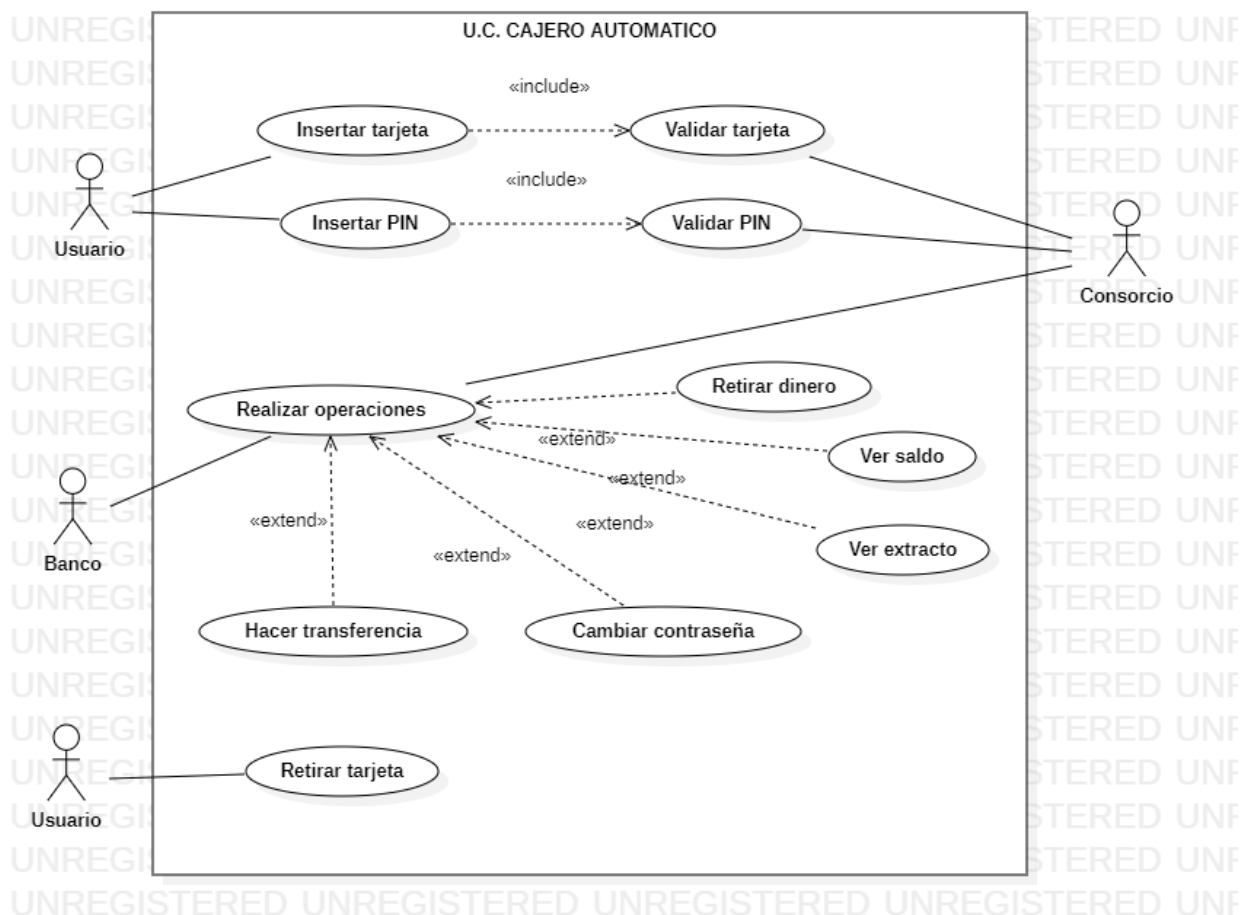 U.C. CAJERO AUTOMATICO
«include»
Insertar tarjeta
Validar tarjeta
«include»
Insertar PIN
Validar PIN
Usuario
Consorcio
Retirar dinero
Realizar operaciones
«extend»
Ver saldo
«extend»
«extend»
«extend»
Ver extracto
«extend»
Banco
Hacer transferencia
Cambiar contraseña
Retirar tarjeta
Usuario
UNREGISTERED UNREGISTERED UNREGISTERED UNREGISTERED UNR